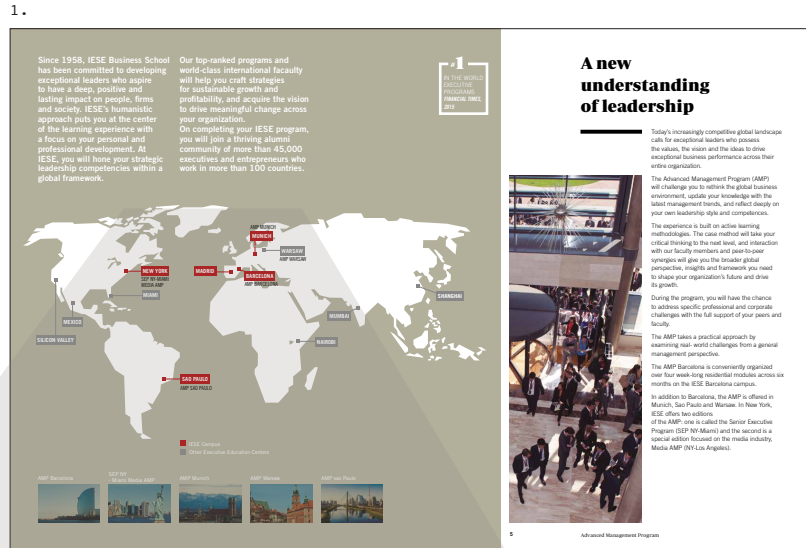 1.
Since 1958, IESE Business School
has been committed to developing
exceptional leaders who aspire
to have a deep, positive and
lasting impact on people, firms
and society. IESE's humanistic
approach puts you at the center
of the learning experience with
a focus on your personal and
professional development. At
IESE, you will hone your strategic
leadership competencies within a
global framework.
Our top-ranked programs and
world-class international facaulty
will help you craft strategies
for sustainable growth and
profitability, and acquire the vision
to drive meaningful change across
your organization.
On completing your IESE program,
you will join a thriving alumni
community of more than 45,000
executives and entrepreneurs who
work in more than 100 countries.
#1
IN THE WORLD
EXECUTIVE
PROGRAMS
FINANCIAL TIMES,
2015
AMP MUNICH
MUNICH
WARSAW
AMP WARSAW
NEW YORK
SEP NY-MIAMI
MEDIA AMP
MIAMI
MADRID
BARCELONA
AMP BARCELONA
SHANGHAI
MEXICO
MUMBAI
SILICON VALLEY
NAIROBI
SAO PAULO
AMP SAO PAULO
IESE Campus
Other Executive Education Centers
AMP Barcelona
SEP NY
Miami Media AMP
AMP Munich
AMP Warsaw
AMP sao Paulo
A new
understanding
of leadership
Today's increasingly competitive global landscape
calls for exceptional leaders who possess
the values, the vision and the ideas to drive
exceptional business performance across their
entire organization.
The Advanced Management Program (AMP)
will challenge you to rethink the global business
environment, update your knowledge with the
latest management trends, and reflect deeply on
your own leadership style and competences.
The experience is built on active learning
methodologies. The case method will take your
critical thinking to the next level, and interaction
with our faculty members and peer-to-peer
synergies will give you the broader global
perspective, insights and framework you need
to shape your organization's future and drive
its growth.
During the program, you will have the chance
to address specific professional and corporate
challenges with the full support of your peers and
faculty.
The AMP takes a practical approach by
examining real- world challenges from a general
management perspective.
The AMP Barcelona is conveniently organized
over four week-long residential modules across six
months on the IESE Barcelona campus.
In addition to Barcelona, the AMP is offered in
Munich, Sao Paulo and Warsaw. In New York,
IESE offers two editions
of the AMP: one is called the Senior Executive
Program (SEP NY-Miami) and the second is a
special edition focused on the media industry,
Media AMP (NY-Los Angeles).
5
Advanced Management Program